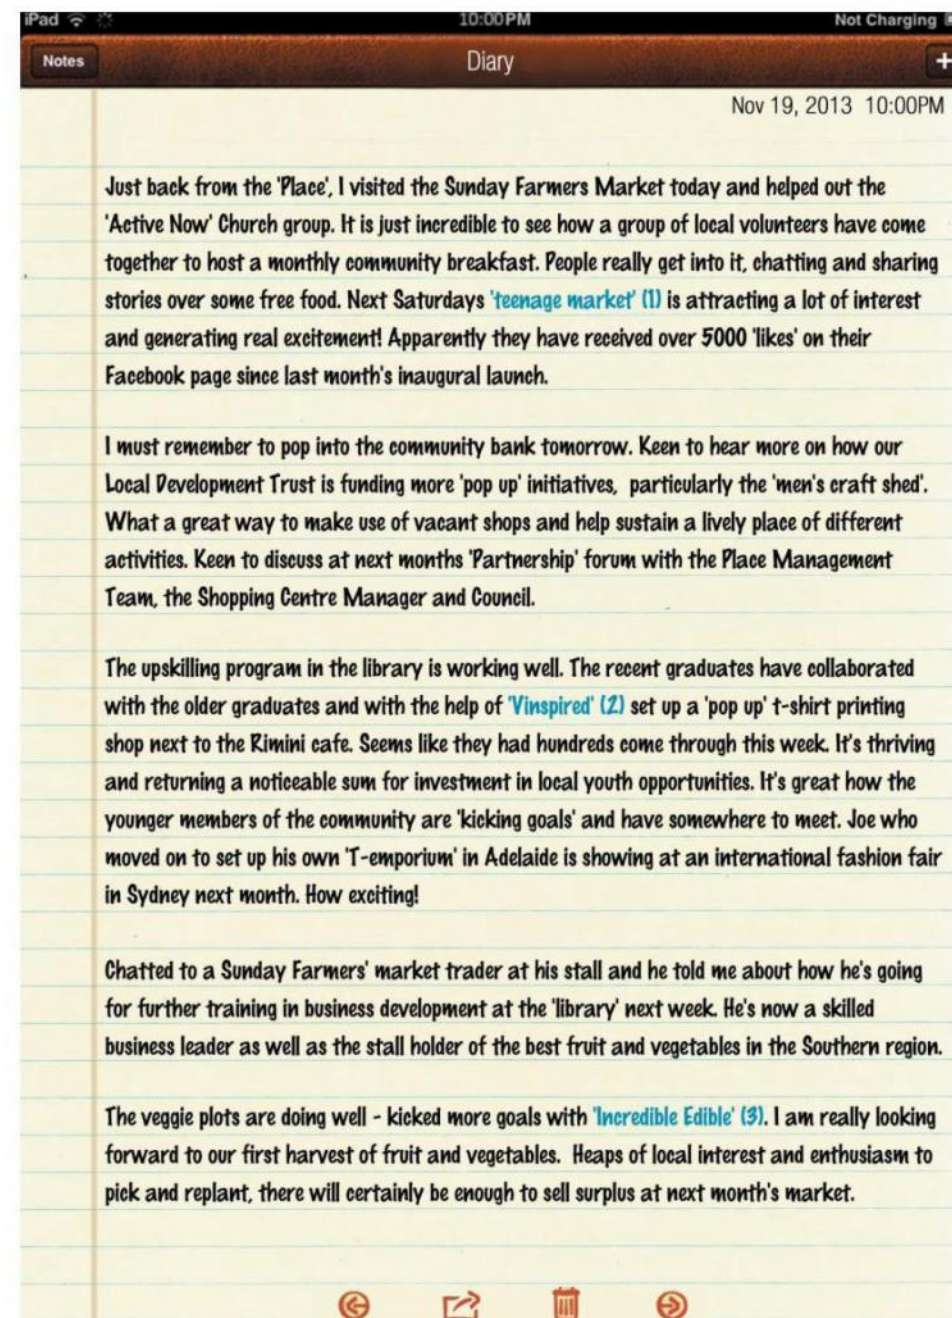 iPad 10:00PM Not Charging
Notes Diary +
Nov 19, 2013 10:00PM
Just back from the 'Place', I visited the Sunday Farmers Market today and helped out the
'Active Now' Church group. It is just incredible to see how a group of local volunteers have come
together to host a monthly community breakfast. People really get into it, chatting and sharing
stories over some free food. Next Saturdays 'teenage market' (1) is attracting a lot of interest
and generating real excitement! Apparently they have received over 5000 'likes' on their
Facebook page since last month's inaugural launch.
I must remember to pop into the community bank tomorrow. Keen to hear more on how our
Local Development Trust is funding more 'pop up' initiatives, particularly the 'men's craft shed'.
What a great way to make use of vacant shops and help sustain a lively place of different
activities. Keen to discuss at next months 'Partnership' forum with the Place Management
Team, the Shopping Centre Manager and Council.
The upskilling program in the library is working well. The recent graduates have collaborated
with the older graduates and with the help of 'Vinspired' (2) set up a 'pop up' t-shirt printing
shop next to the Rimini cafe. Seems like they had hundreds come through this week. It's thriving
and returning a noticeable sum for investment in local youth opportunities. It's great how the
younger members of the community are 'kicking goals' and have somewhere to meet. Joe who
moved on to set up his own 'T-emporium' in Adelaide is showing at an international fashion fair
in Sydney next month. How exciting!
Chatted to a Sunday Farmers' market trader at his stall and he told me about how he's going
for further training in business development at the 'library' next week. He's now a skilled
business leader as well as the stall holder of the best fruit and vegetables in the Southern region.
The veggie plots are doing well - kicked more goals with 'Incredible Edible' (3). I am really looking
forward to our first harvest of fruit and vegetables. Heaps of local interest and enthusiasm to
pick and replant, there will certainly be enough to sell surplus at next month's market.